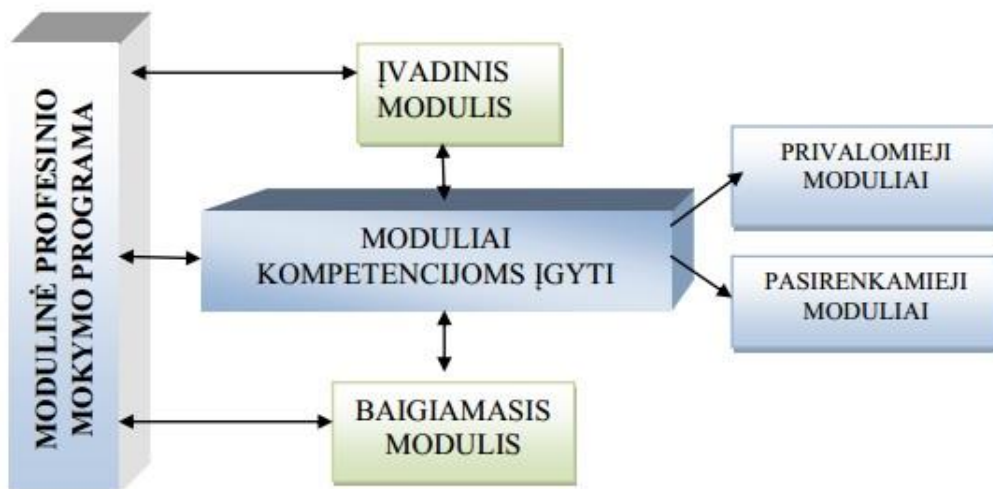 MODULINĖ PROFESINIO
MOKYMO PROGRAMA
ĮVADINIS
MODULIS
MODULIAI
KOMPETENCIJOMS ĮGYTI
PRIVALOMIEJI
MODULIAI
PASIRENKAMIEJI
MODULIAI
BAIGIAMASIS
MODULIS